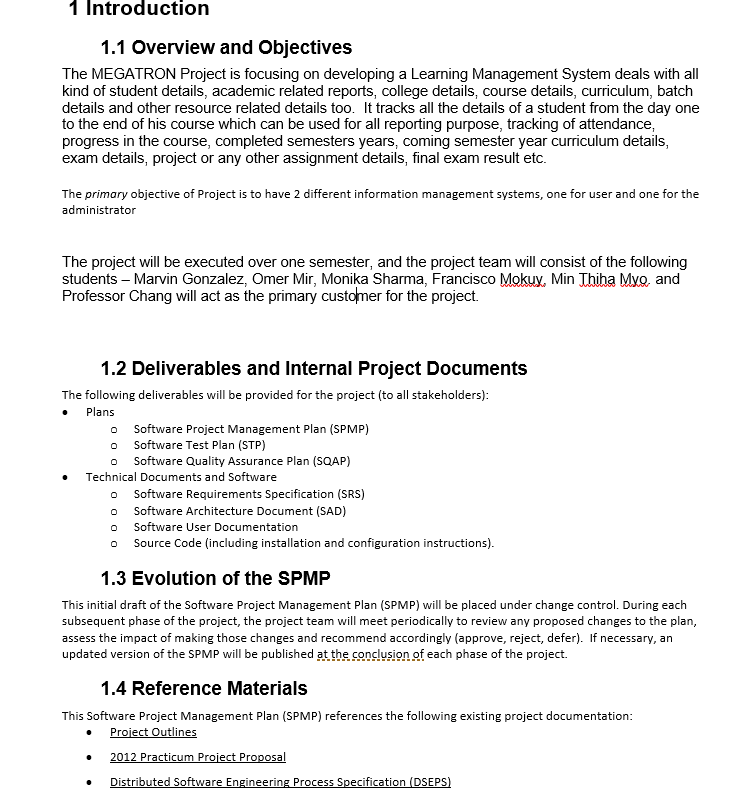 1 Introduction
1.1 Overview and Objectives
The MEGATRON Project is focusing on developing a Learning Management System deals with all
kind of student details, academic related reports, college details, course details, curriculum, batch
details and other resource related details too.  It tracks all the details of a student from the day one
to the end of his course which can be used for all reporting purpose, tracking of attendance,
progress in the course, completed semesters years, coming semester year curriculum details,
exam details, project or any other assignment details, final exam result etc.
The primary objective of Project is to have 2 different information management systems, one for user and one for the
administrator
The project will be executed over one semester, and the project team will consist of the following
students – Marvin Gonzalez, Omer Mir, Monika Sharma, Francisco Mokuy, Min Thiha Myo. and
Professor Chang will act as the primary customer for the project.
1.2 Deliverables and Internal Project Documents
The following deliverables will be provided for the project (to all stakeholders):
• Plans
o Software Project Management Plan (SPMP)
o Software Test Plan (STP)
o Software Quality Assurance Plan (SQAP)
• Technical Documents and Software
o Software Requirements Specification (SRS)
o Software Architecture Document (SAD)
o Software User Documentation
o Source Code (including installation and configuration instructions).
1.3 Evolution of the SPMP
This initial draft of the Software Project Management Plan (SPMP) will be placed under change control. During each
subsequent phase of the project, the project team will meet periodically to review any proposed changes to the plan,
assess the impact of making those changes and recommend accordingly (approve, reject, defer).  If necessary, an
updated version of the SPMP will be published at the conclusion of each phase of the project.
1.4 Reference Materials
This Software Project Management Plan (SPMP) references the following existing project documentation:
• Project Outlines
• 2012 Practicum Project Proposal
• Distributed Software Engineering Process Specification (DSEPS)